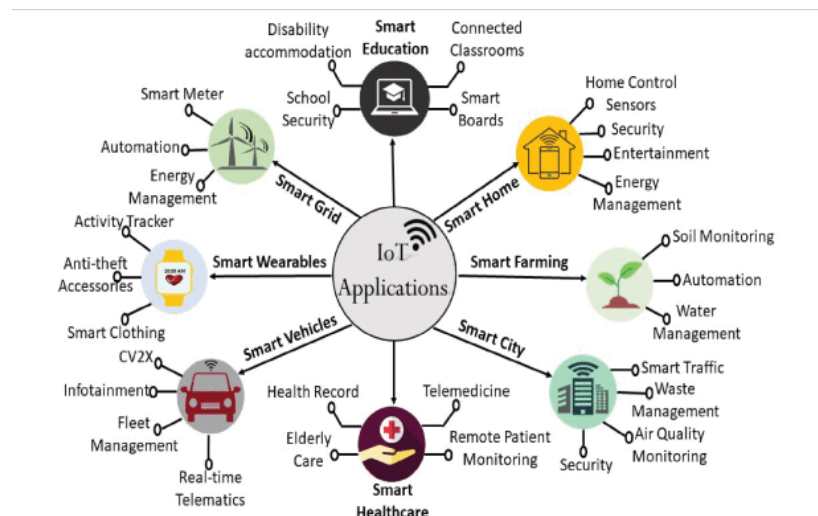 Disability
accommodation
Smart
Education
Connected
Classrooms
School
Security
Smart
Boards
Smart Meter
Automation
Energy
Management
Smart Grid
Home Control
Sensors
Security
Entertainment
Energy
Management
Smart Home
Activity Tracker
Anti-theft
Accessories
Smart Clothing
10:08 AM
Smart Wearables
IoT
Applications
Smart Farming
Soil Monitoring
Automation
Water
Management
CV2X
Infotainment
Fleet
Management
Real-time
Telematics
Smart Vehicles
Health Record
Telemedicine
Elderly
Care
Remote Patient
Monitoring
Smart
Healthcare
Smart City
Smart Traffic
Waste
Management
Air Quality
Monitoring
Security